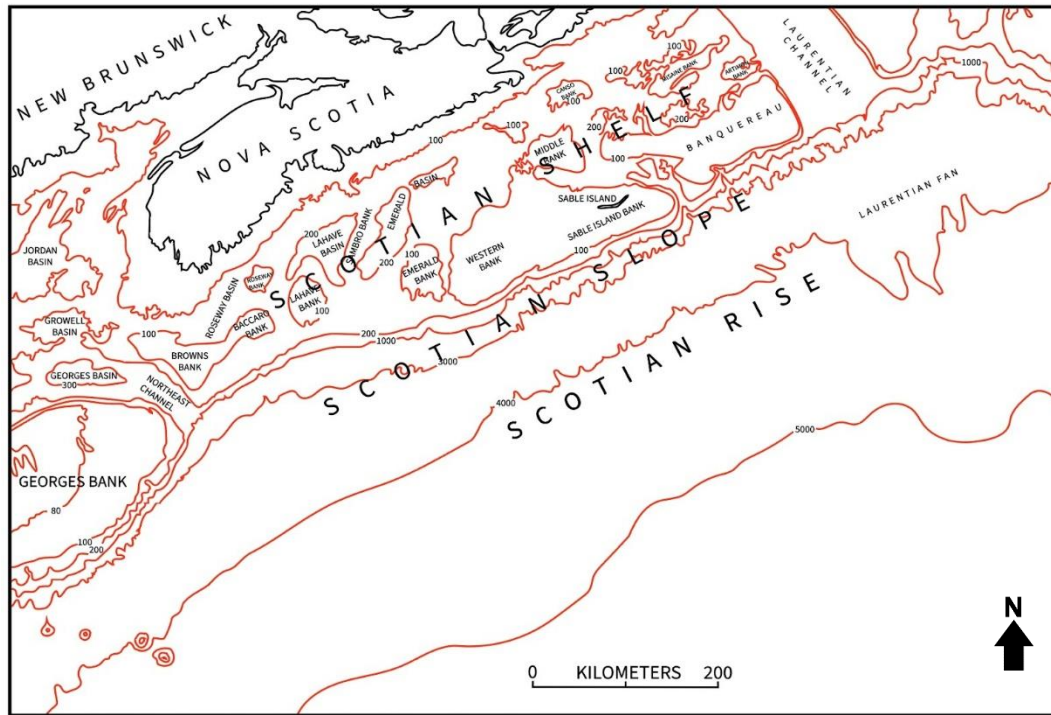 NEW BRUNSWICK
NOVA SCOTIA
LAURENTIAN
CHANNEL
1000
100
100
MISAINE BANK
ARTIMON
BANK
CANSO
BANK
100
200
100
100
200
BANQUEREAU
MIDDLE
BANK
100
SCOTIAN SHELF
LAURENTIAN FAN
BASIN
SABLE ISLAND
SABLE ISLAND BANK
EMERALD
SAMBRO BANK
200
LAHAVE
BASIN
100
200
EMERALD
BANK
WESTERN
BANK
100
JORDAN
BASIN
ROSEWAY
BANK
ROSEWAY BASIN
LAHAVE
BANK
100
SCOTIAN SLOPE
GROWELL
BASIN
100
BACCARO
BANK
200
1000
BROWNS
BANK
3000
GEORGES BASIN
300
NORTHEAST
CHANNEL
SCOTIAN RISE
4000
5000
GEORGES BANK
80
100
200
N
0 KILOMETERS 200